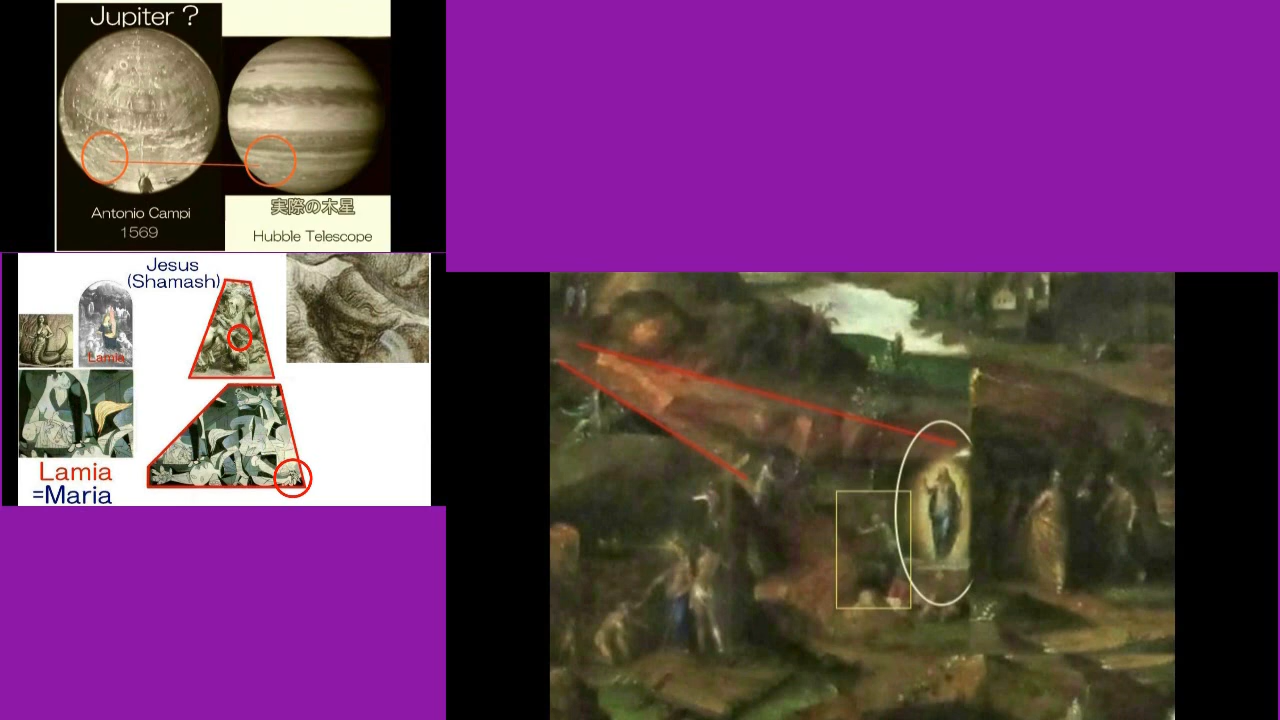 Jupiter ?
Antonio Campi
1569
実際の木星
Hubble Telescope
Jesus
(Shamash)
Lamia
Lamia
=Maria